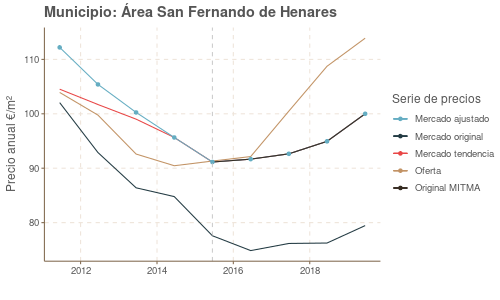 Municipio: Área San Fernando de Henares
Precio anual €/m²
110
100
90
80
2012
2014
2016
2018
Serie de precios
Mercado ajustado
Mercado original
Mercado tendencia
Oferta
Original MITMA